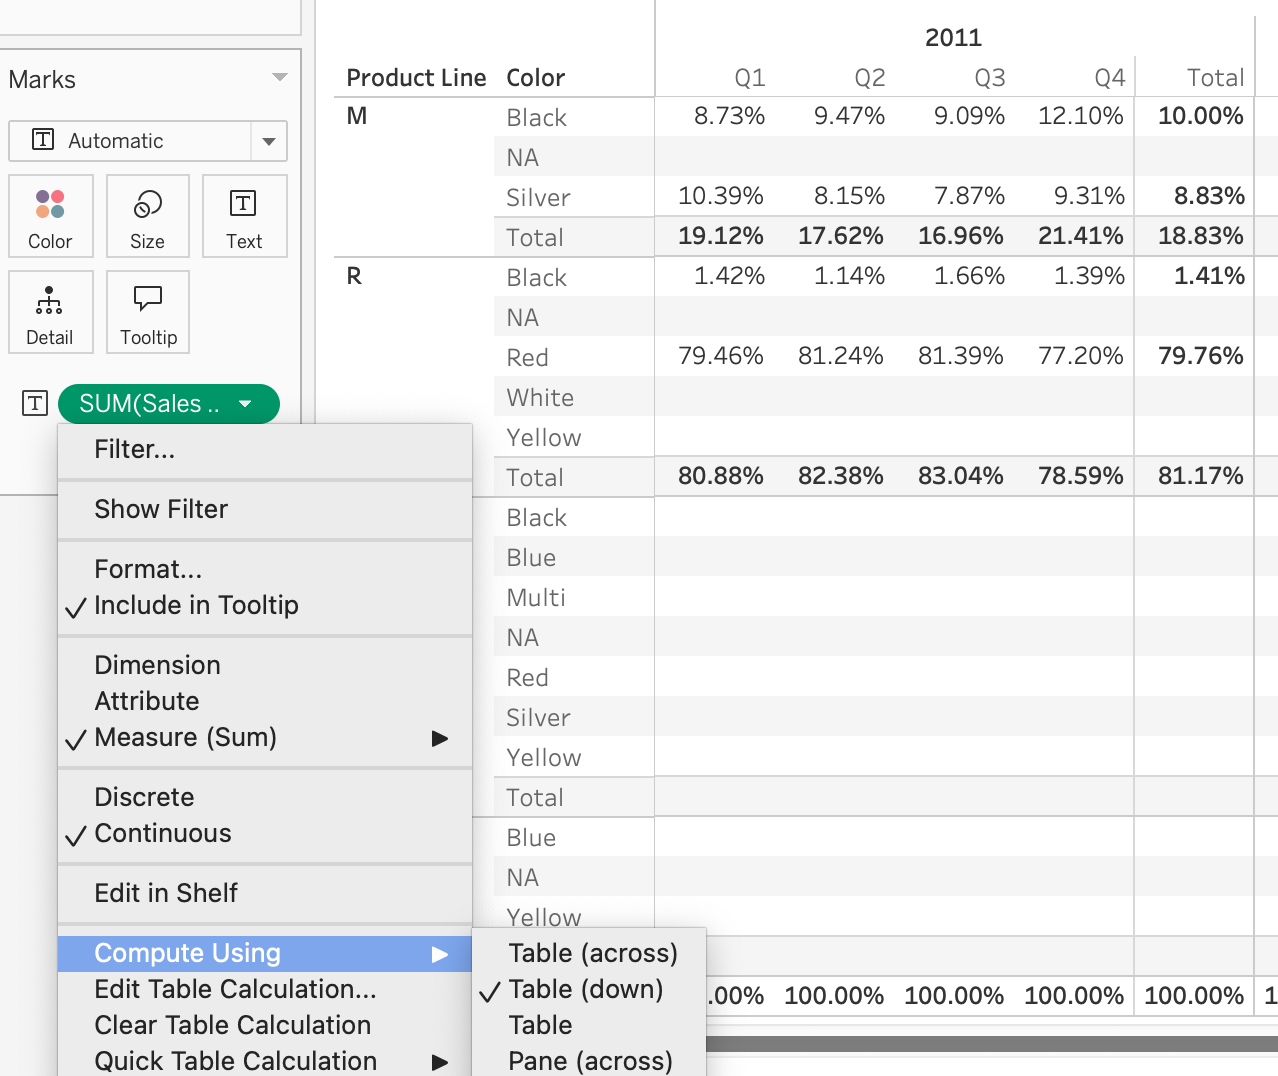 Marks
Automatic
Color Size Text
Detail Tooltip
SUM(Sales ..
Filter...
Show Filter
Format...
Include in Tooltip
Dimension
Attribute
Measure (Sum)
Discrete
Continuous
Edit in Shelf
Compute Using
Edit Table Calculation...
Clear Table Calculation
Quick Table Calculation
Table (across)
Table (down)
Table
Pane (across)
2011
Product Line Color Q1 Q2 Q3 Q4 Total
M Black 8.73% 9.47% 9.09% 12.10% 10.00%
NA
Silver 10.39% 8.15% 7.87% 9.31% 8.83%
Total 19.12% 17.62% 16.96% 21.41% 18.83%
R Black 1.42% 1.14% 1.66% 1.39% 1.41%
NA
Red 79.46% 81.24% 81.39% 77.20% 79.76%
White
Yellow
Total 80.88% 82.38% 83.04% 78.59% 81.17%
Black
Blue
Multi
NA
Red
Silver
Yellow
Total
Blue
NA
Yellow
.00% 100.00% 100.00% 100.00% 100.00% 1